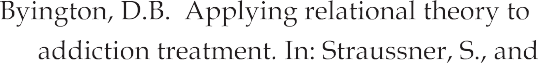 Byington, D.B.  Applying relational theory to
addiction treatment. In: Straussner, S., and